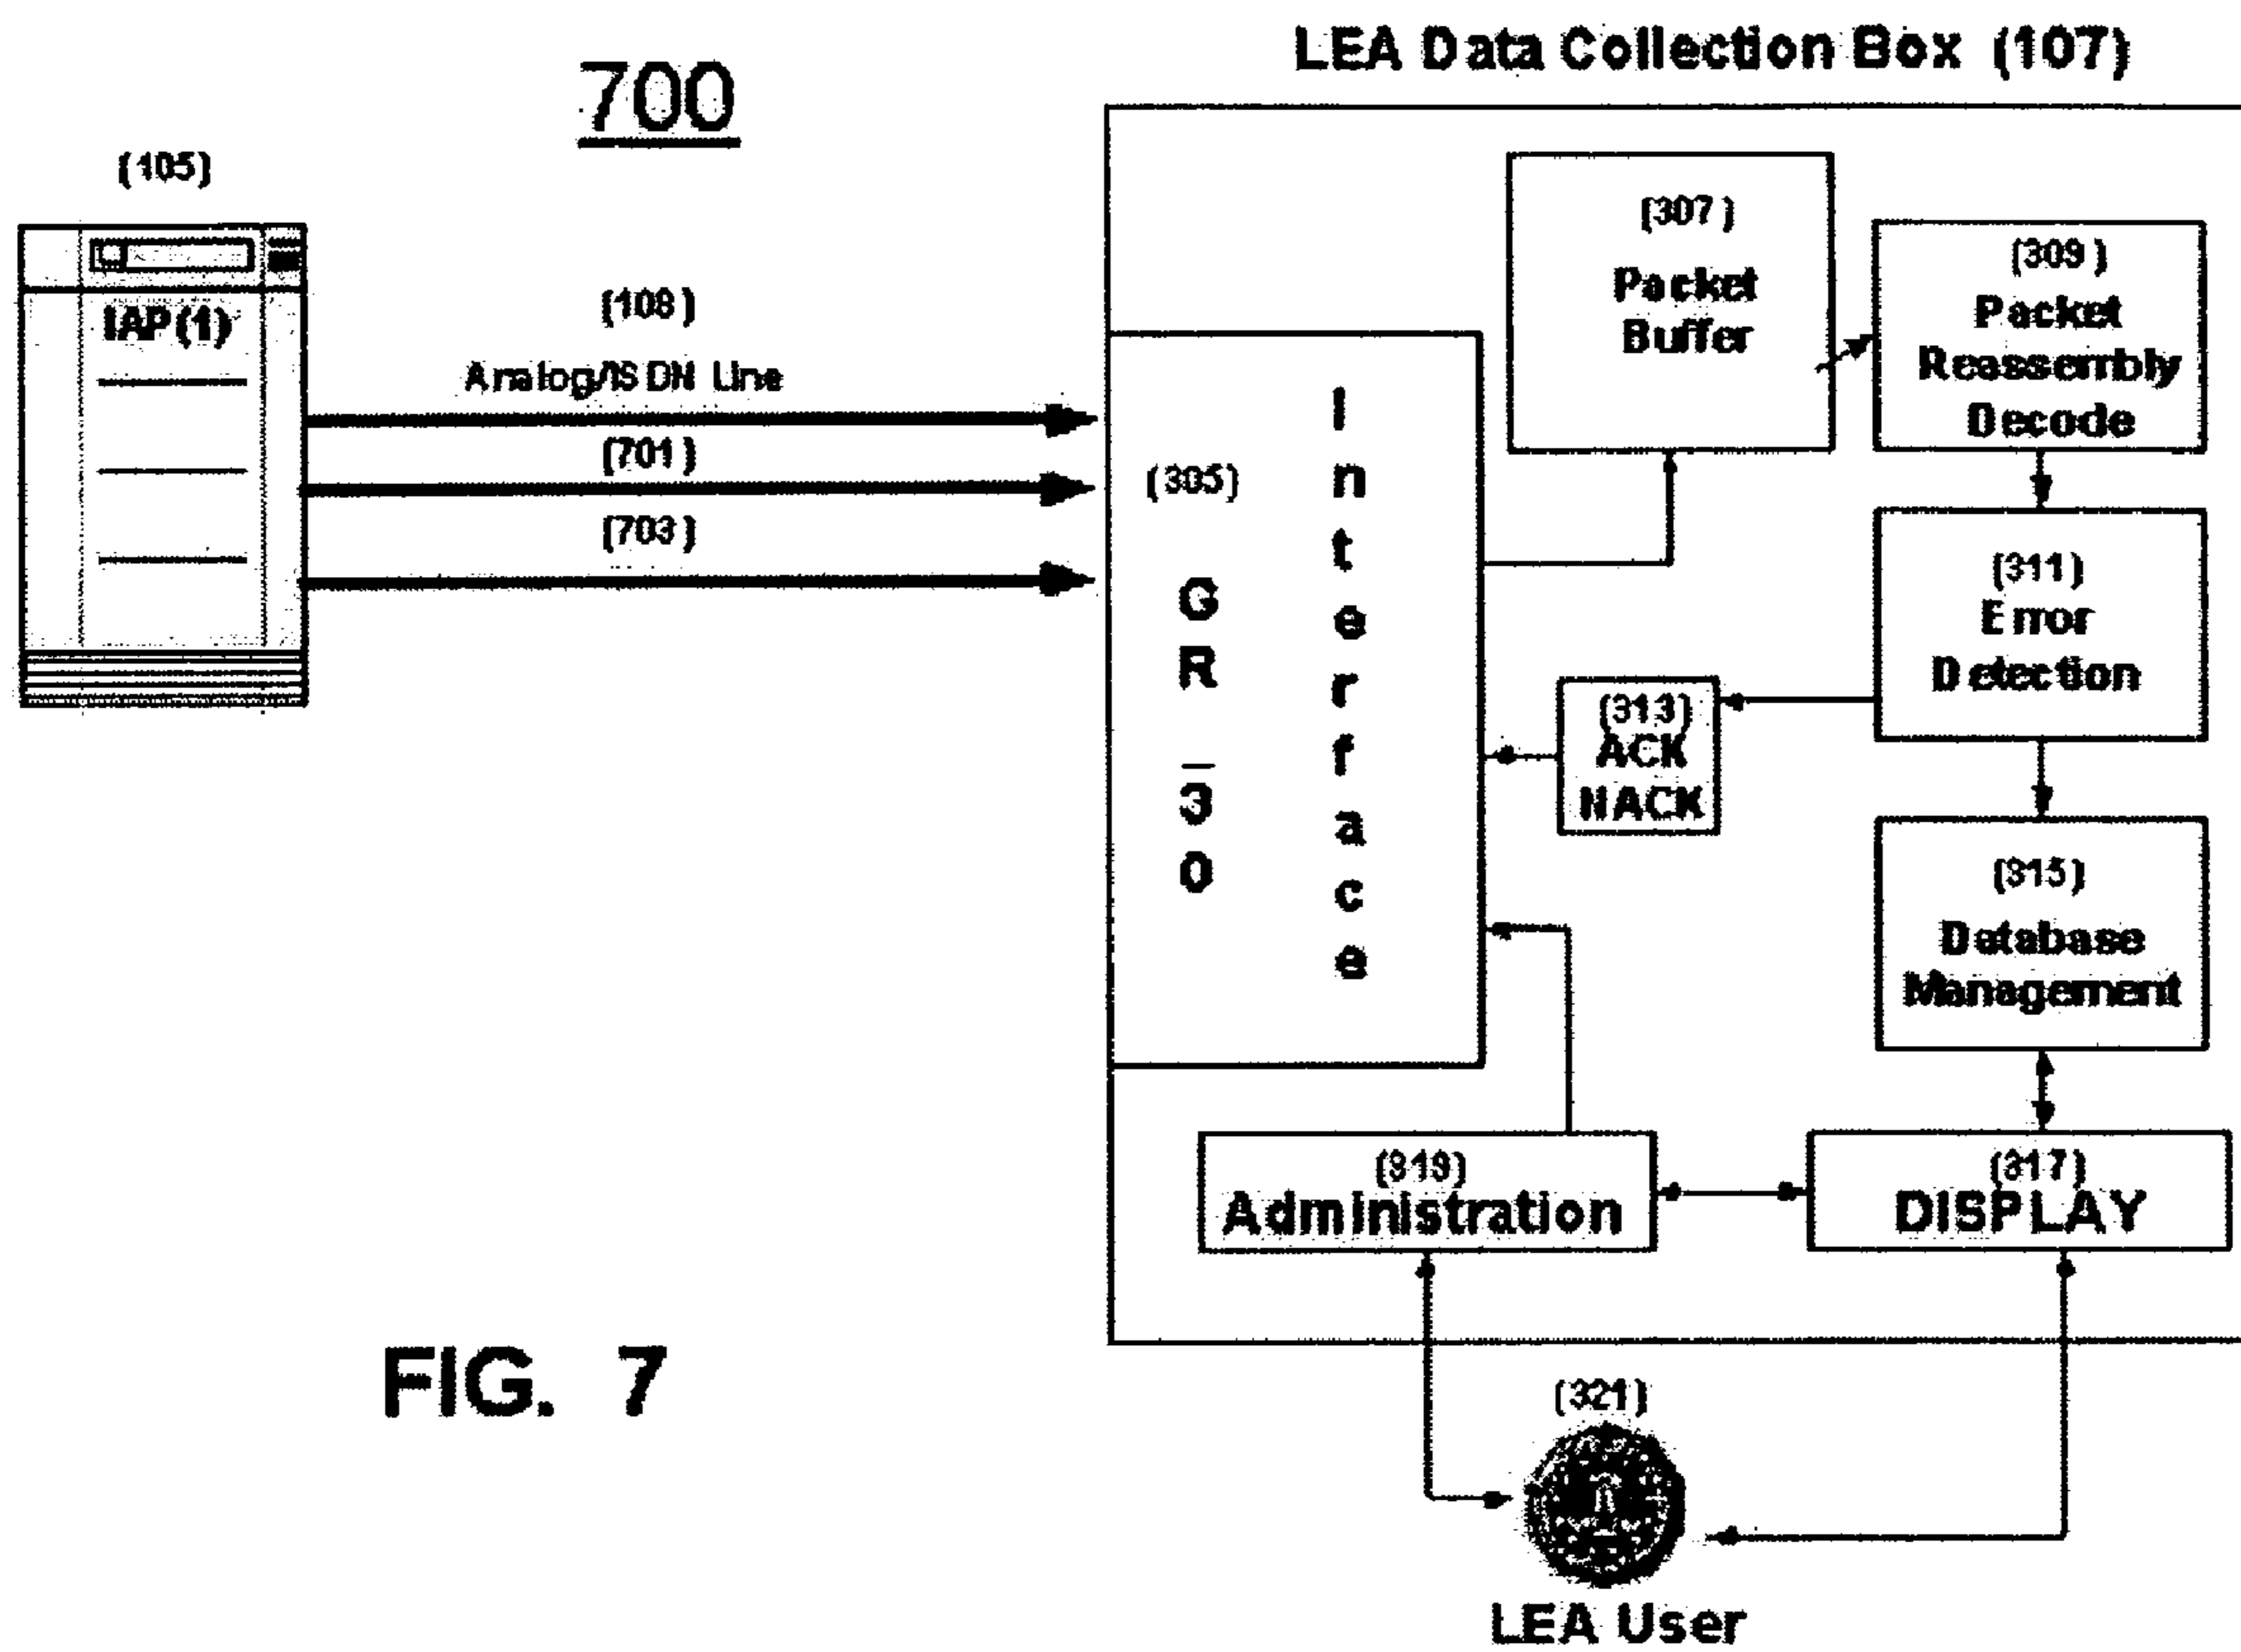 LEA Data Collection Box (107)
700
(105)
IAP(1)
(108)
Analog/ISDN Line
(701)
(703)
(305)
GR_30
Interface
(307)
Packet
Buffer
(309)
Packet
Reassembly
Decode
(311)
Error
Detection
(313)
ACK
NACK
(315)
Database
Management
(319)
Administration
(317)
DISPLAY
FIG. 7
(321)
LEA User